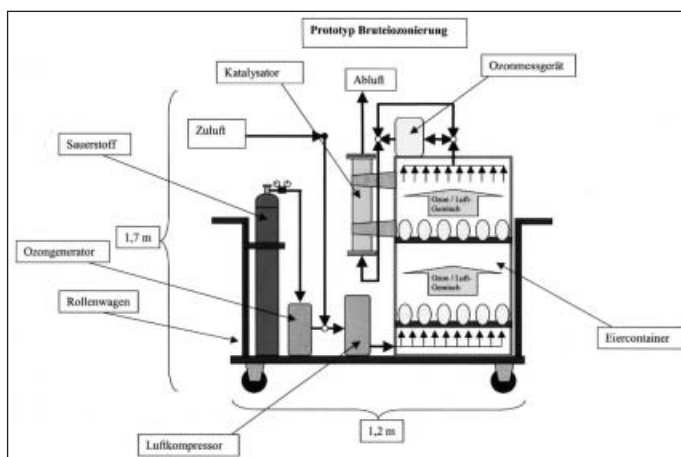 Prototyp Bruteiozonierung
Katalysator
Abluft
Ozonmessgerät
Zuluft
Sauerstoff
Ozon / Luft-
Gemisch
1,7 m
Ozongenerator
Ozon / Luft-
Gemisch
Rollenwagen
Eiercontainer
Luftkompressor
1,2 m